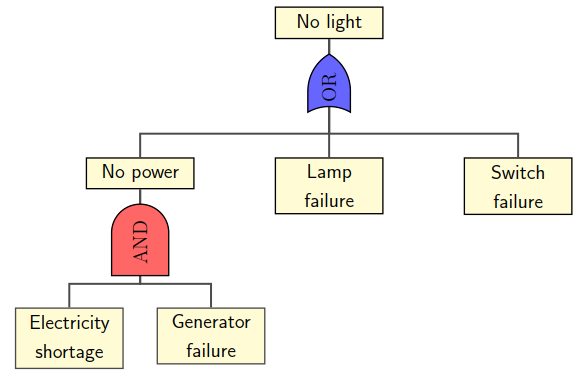 No light
OR
No power
Lamp
failure
Switch
failure
AND
Electricity
shortage
Generator
failure